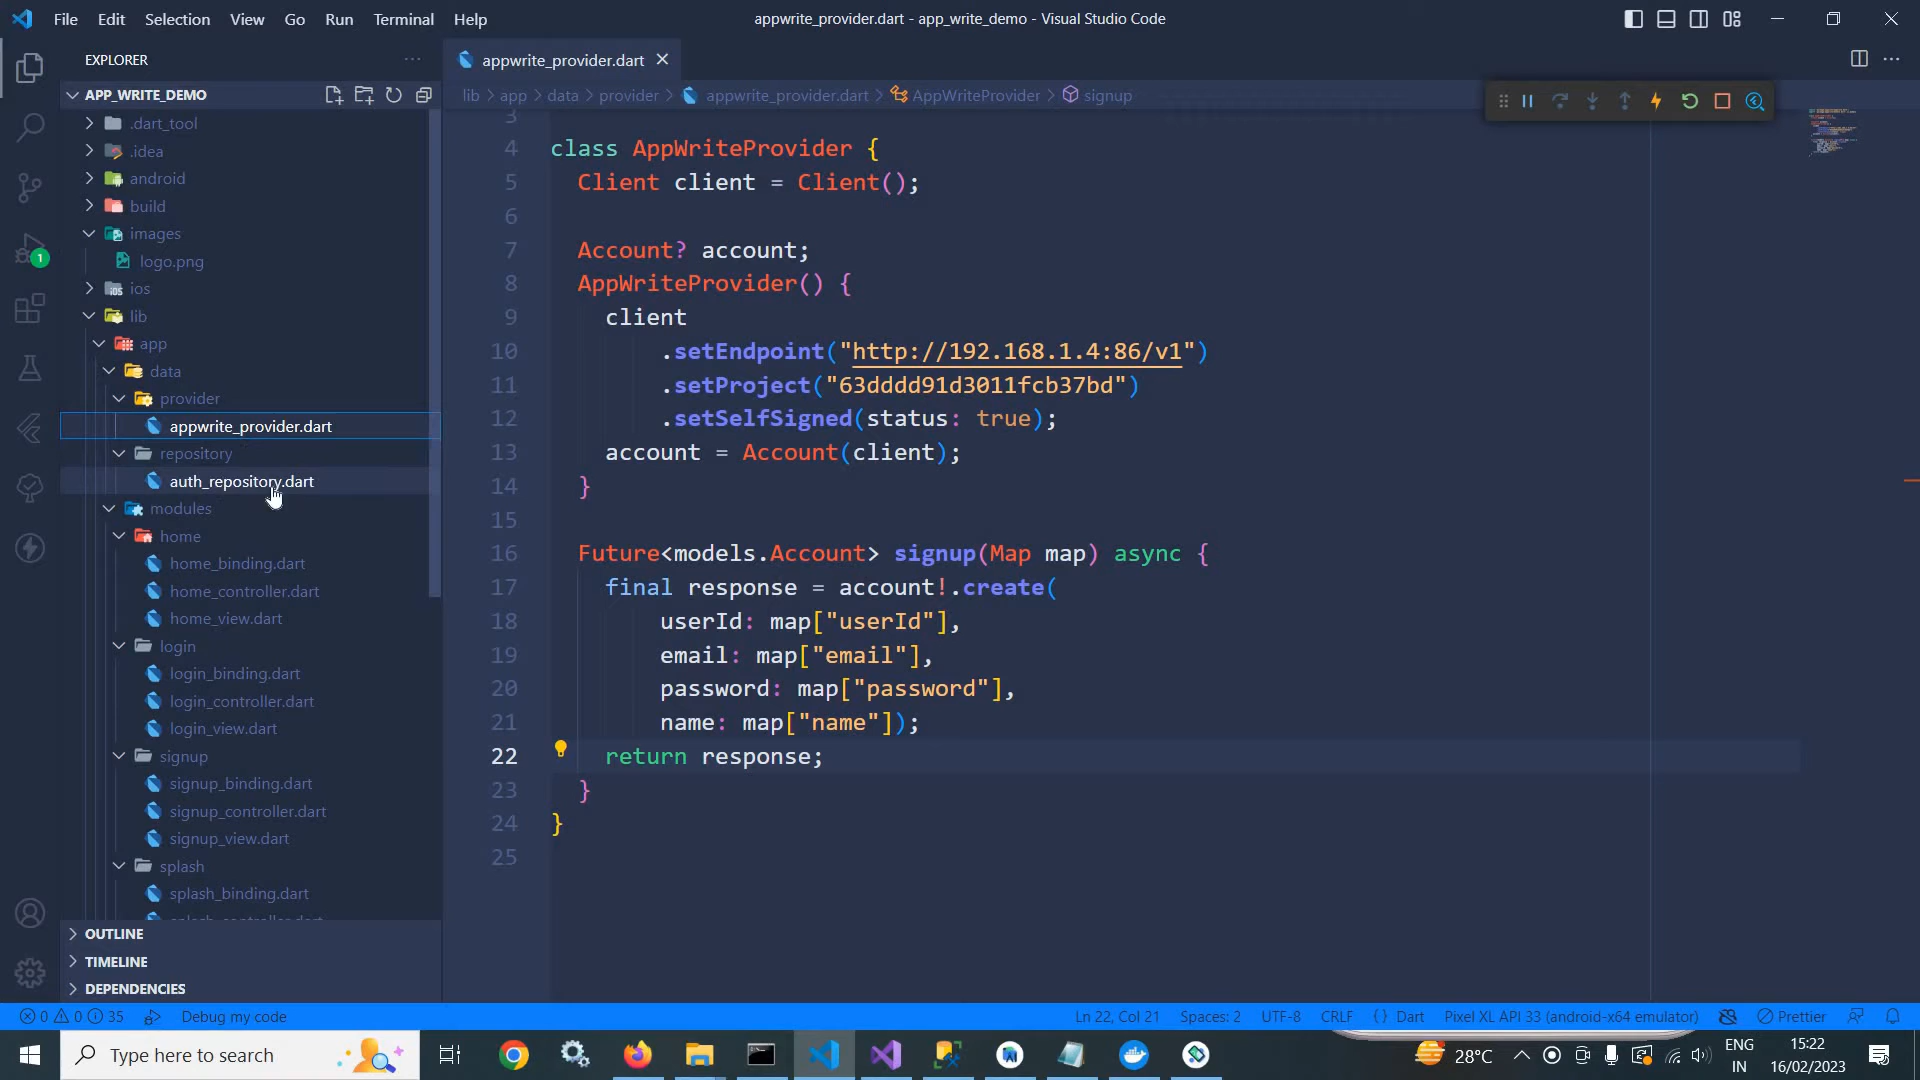 File Edit Selection View Go Run Terminal Help
appwrite_provider.dart - app_write_demo - Visual Studio Code
EXPLORER
APP_WRITE_DEMO
.dart_tool
.idea
android
build
images
logo.png
ios
lib
app
data
provider
appwrite_provider.dart
repository
auth_repository.dart
modules
home
home_binding.dart
home_controller.dart
home_view.dart
login
login_binding.dart
login_controller.dart
login_view.dart
signup
signup_binding.dart
signup_controller.dart
signup_view.dart
splash
splash_binding.dart
splash_controller.dart
OUTLINE
TIMELINE
DEPENDENCIES
1
appwrite_provider.dart
lib > app > data > provider > appwrite_provider.dart > AppWriteProvider > signup
3
4 class AppWriteProvider {
5 Client client = Client();
6
7 Account? account;
8 AppWriteProvider() {
9 client
10 .setEndpoint("http://192.168.1.4:86/v1")
11 .setProject("63dddd91d3011fcb37bd")
12 .setSelfSigned(status: true);
13 account = Account(client);
14 }
15
16 Future<models.Account> signup(Map map) async {
17 final response = account!.create(
18 userId: map["userId"],
19 email: map["email"],
20 password: map["password"],
21 name: map["name"]);
22 return response;
23 }
24 }
25
0 0 35 Debug my code
Ln 22, Col 21 Spaces: 2 UTF-8 CRLF {} Dart Pixel XL API 33 (android-x64 emulator) Prettier
Type here to search
28°C
ENG
IN
15:22
16/02/2023